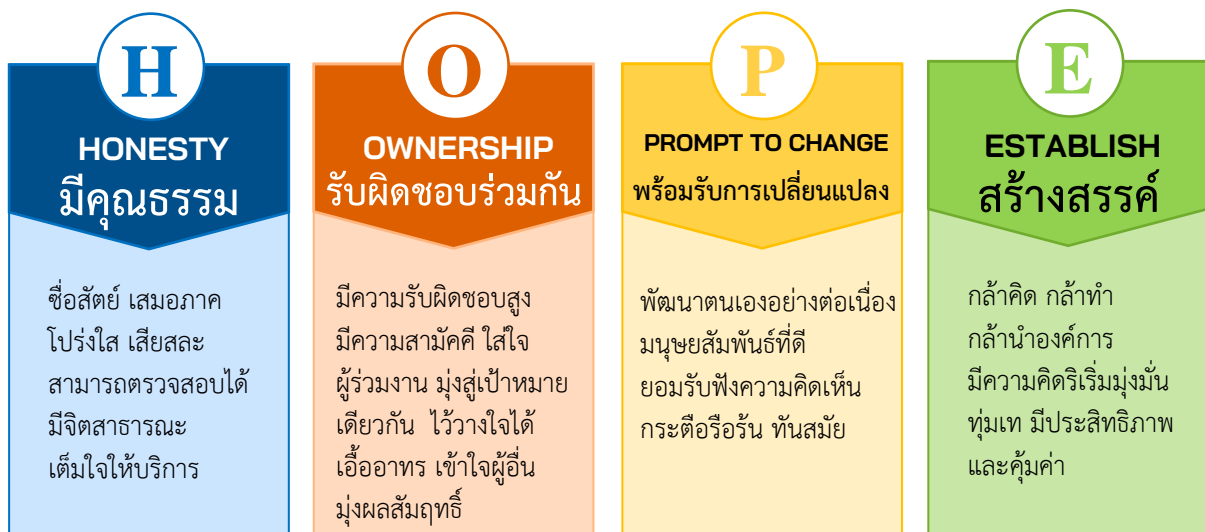 H
HONESTY
มีคุณธรรม
ซื่อสัตย์ เสมอภาค
โปร่งใส เสียสละ
สามารถตรวจสอบได้
มีจิตสาธารณะ
เต็มใจให้บริการ
O
OWNERSHIP
รับผิดชอบร่วมกัน
มีความรับผิดชอบสูง
มีความสามัคคี ใส่ใจ
ผู้ร่วมงาน มุ่งสู่เป้าหมาย
เดียวกัน ไว้วางใจได้
เอื้ออาทร เข้าใจผู้อื่น
มุ่งผลสัมฤทธิ์
P
PROMPT TO CHANGE
พร้อมรับการเปลี่ยนแปลง
พัฒนาตนเองอย่างต่อเนื่อง
มนุษยสัมพันธ์ที่ดี
ยอมรับฟังความคิดเห็น
กระตือรือร้น ทันสมัย
E
ESTABLISH
สร้างสรรค์
กล้าคิด กล้าทำ
กล้านำองค์การ
มีความคิดริเริ่มมุ่งมั่น
ทุ่มเท มีประสิทธิภาพ
และคุ้มค่า